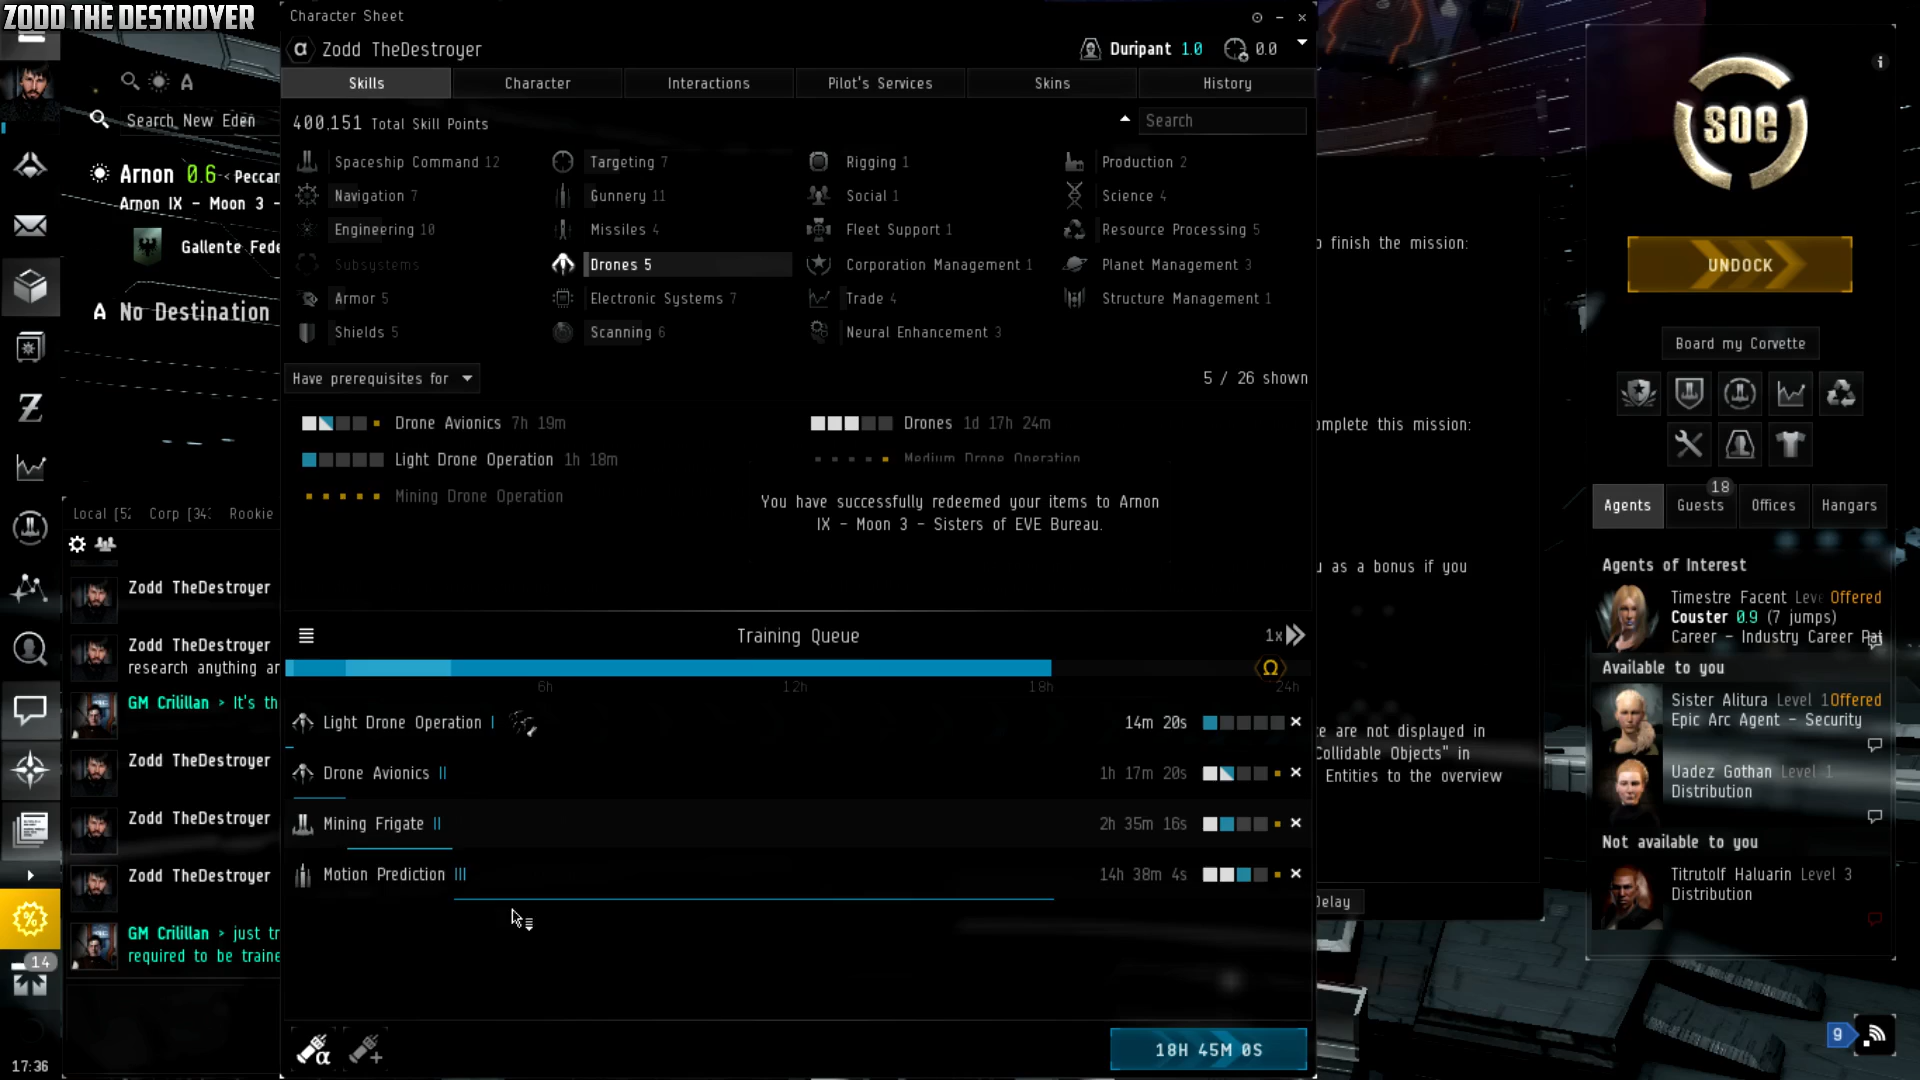 ZODD THE DESTROYER
Character Sheet
α Zodd TheDestroyer
Duripant 1.0
0.0
Skills
Character
Interactions
Pilot's Services
Skins
History
400.151 Total Skill Points
Search
Spaceship Command 12
Targeting 7
Rigging 1
Production 2
Navigation 7
Gunnery 11
Social 1
Science 4
Engineering 10
Missiles 4
Fleet Support 1
Resource Processing 5
Subsystems
Drones 5
Corporation Management 1
Planet Management 3
Armor 5
Electronic Systems 7
Trade 4
Structure Management 1
Shields 5
Scanning 6
Neural Enhancement 3
Have prerequisites for
5 / 26 shown
Drone Avionics 7h 19m
Drones 1d 17h 24m
Light Drone Operation 1h 18m
Medium Drone Operation
Mining Drone Operation
You have successfully redeemed your items to Arnon
IX - Moon 3 - Sisters of EVE Bureau.
Training Queue
1x
Ω
6h
12h
18h
24h
Light Drone Operation I
14m 20s
Drone Avionics II
1h 17m 20s
Mining Frigate II
2h 35m 16s
Motion Prediction III
14h 38m 4s
α
18H 45M 0S
A
Search New Eden
Arnon 0.6 < Peccan
Arnon IX - Moon 3 -
Gallente Fede
A No Destination
Local [52
Corp [343
Rookie
Zodd TheDestroyer
Zodd TheDestroyer
research anything ar
GM Crilillan > It's th
Zodd TheDestroyer
Zodd TheDestroyer
Zodd TheDestroyer
GM Crilillan > just tr
required to be traine
14
17:36
o finish the mission:
omplete this mission:
u as a bonus if you
ce are not displayed in
Collidable Objects" in
Entities to the overview
Delay
soe
UNDOCK
Board my Corvette
Agents
18
Guests
Offices
Hangars
Agents of Interest
Timestre Facent Leve Offered
Couster 0.9 (7 jumps)
Career - Industry Career Pat
Available to you
Sister Alitura Level 1 Offered
Epic Arc Agent - Security
Uadez Gothan Level 1
Distribution
Not available to you
Titrutolf Haluarin Level 3
Distribution
9